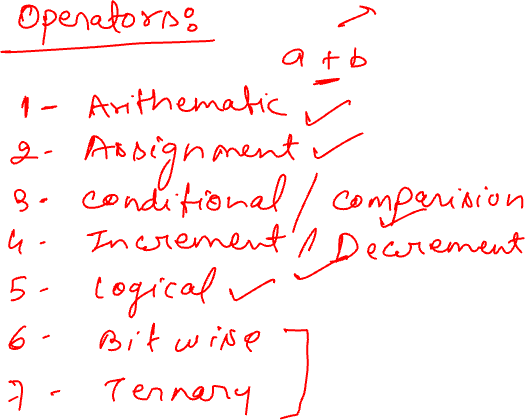 Operators:
a + b
1 - Arithematic
2 - Assignment
3 - Conditional / Comparision
4 - Increment / Decrement
5 - Logical
6 - Bitwise
7 - Ternary